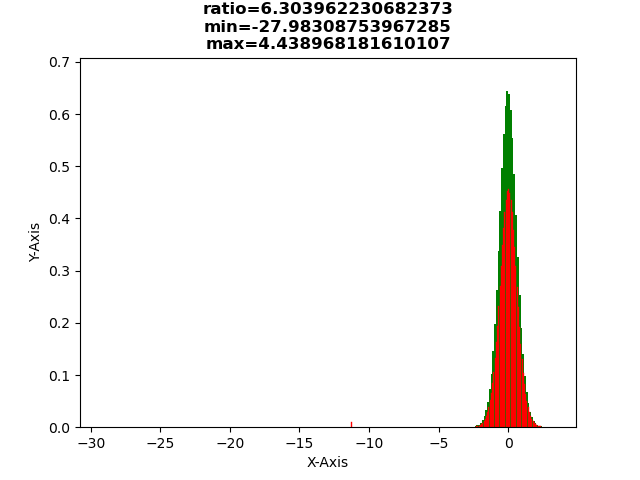 ratio=6.303962230682373
min=-27.98308753967285
max=4.438968181610107
0.7
0.6
0.5
0.4
0.3
0.2
0.1
0.0
Y-Axis
−30 −25 −20 −15 −10 −5 0
X-Axis